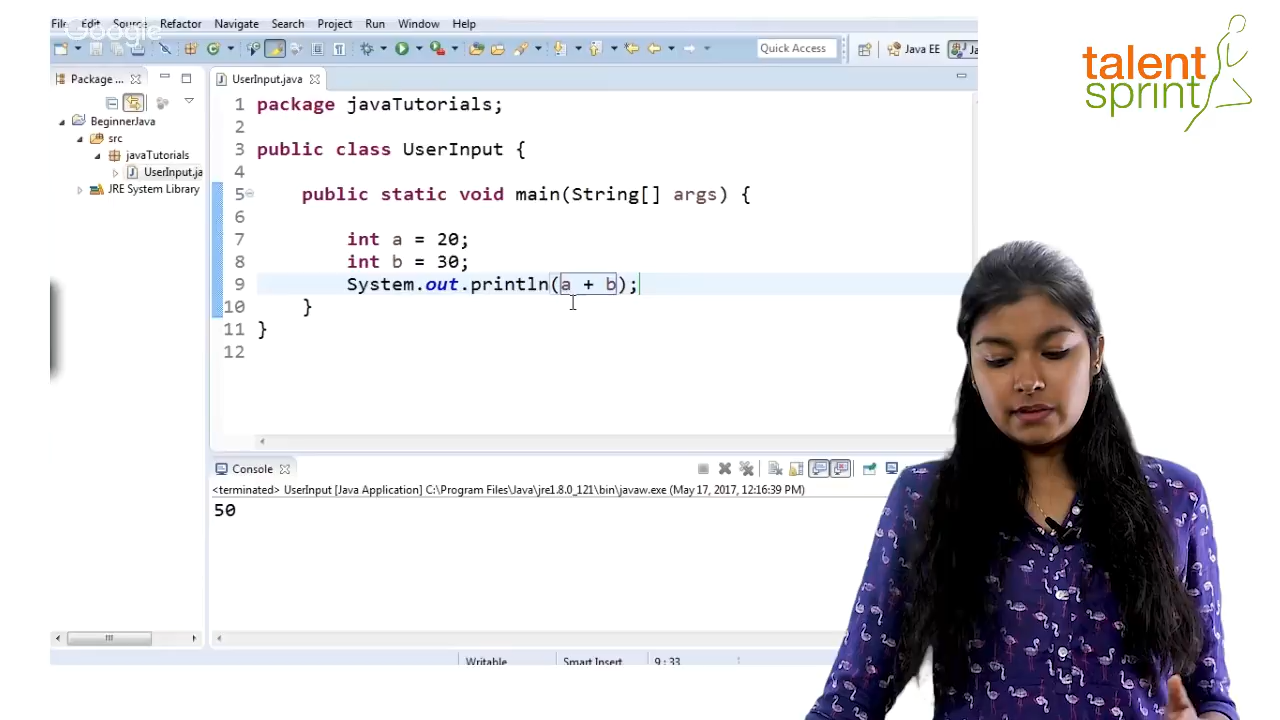 File Edit Source Refactor Navigate Search Project Run Window Help
Google
Quick Access
Java EE
Package ...
UserInput.java
BeginnerJava
src
javaTutorials
UserInput.ja
JRE System Library
1 package javaTutorials;
2
3 public class UserInput {
4
5 public static void main(String[] args) {
6
7 int a = 20;
8 int b = 30;
9 System.out.println(a + b);
10 }
11 }
12
Console
<terminated> UserInput [Java Application] C:\Program Files\Java\jre1.8.0_121\bin\javaw.exe (May 17, 2017, 12:16:39 PM)
50
Writable
Smart Insert
9 : 33
talent
sprint